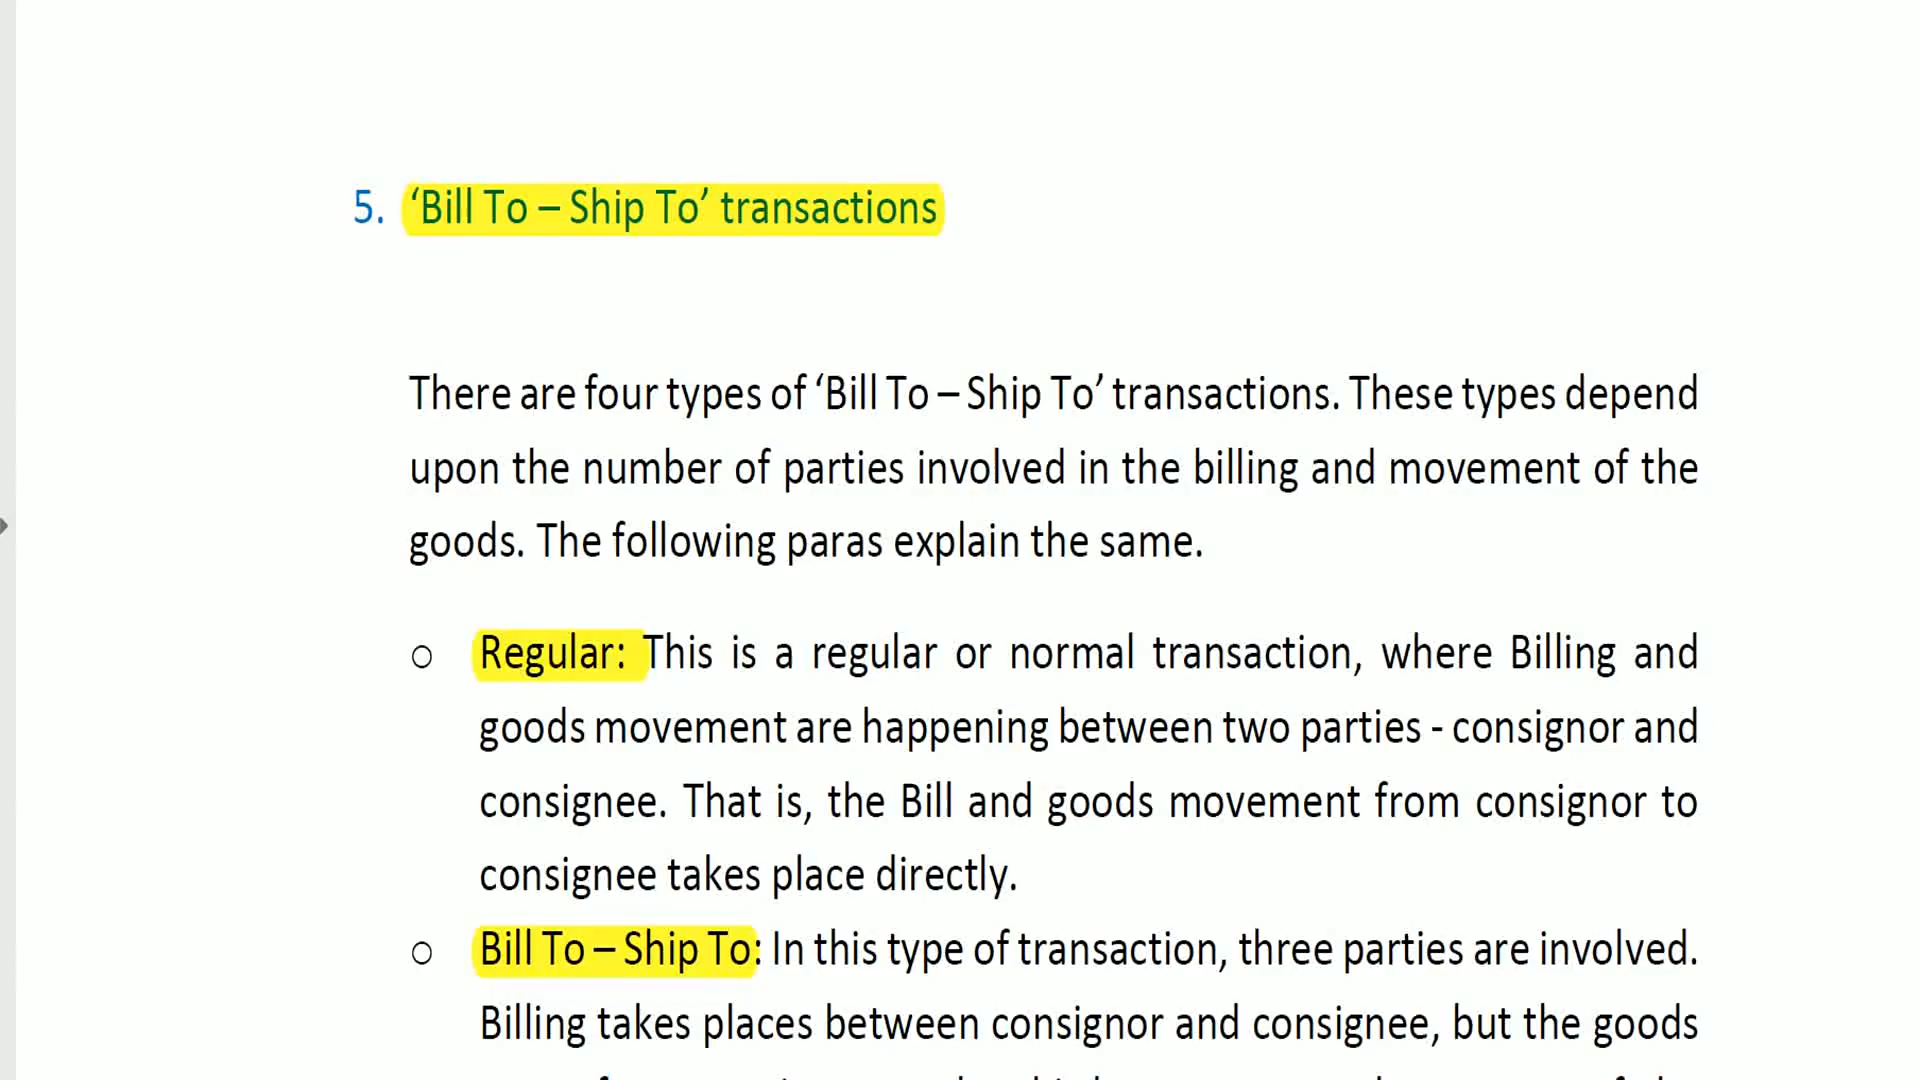 5. ‘Bill To – Ship To’ transactions
There are four types of ‘Bill To – Ship To’ transactions. These types depend
upon the number of parties involved in the billing and movement of the
goods. The following paras explain the same.
○ Regular: This is a regular or normal transaction, where Billing and
goods movement are happening between two parties - consignor and
consignee. That is, the Bill and goods movement from consignor to
consignee takes place directly.
○ Bill To – Ship To: In this type of transaction, three parties are involved.
Billing takes places between consignor and consignee, but the goods